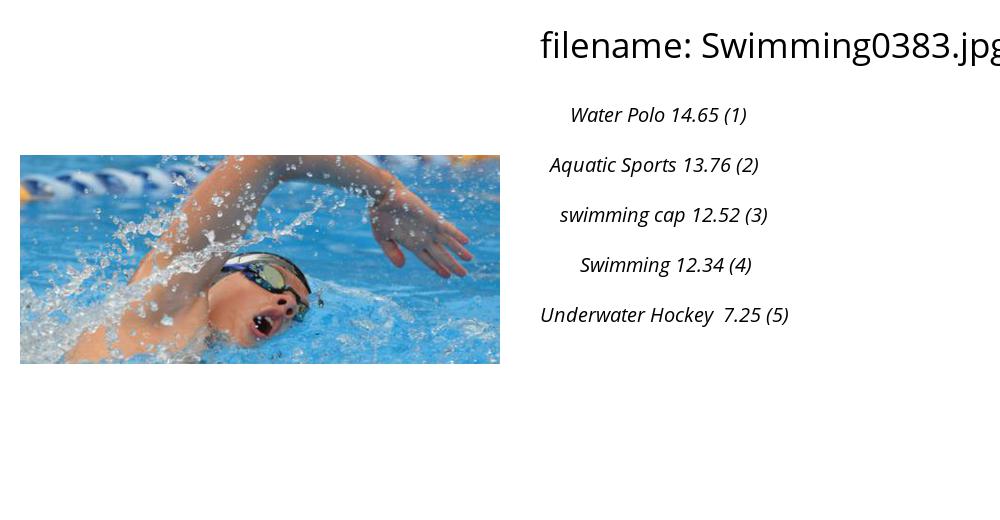 filename: Swimming0383.jpg
Water Polo 14.65 (1)
Aquatic Sports 13.76 (2)
swimming cap 12.52 (3)
Swimming 12.34 (4)
Underwater Hockey 7.25 (5)